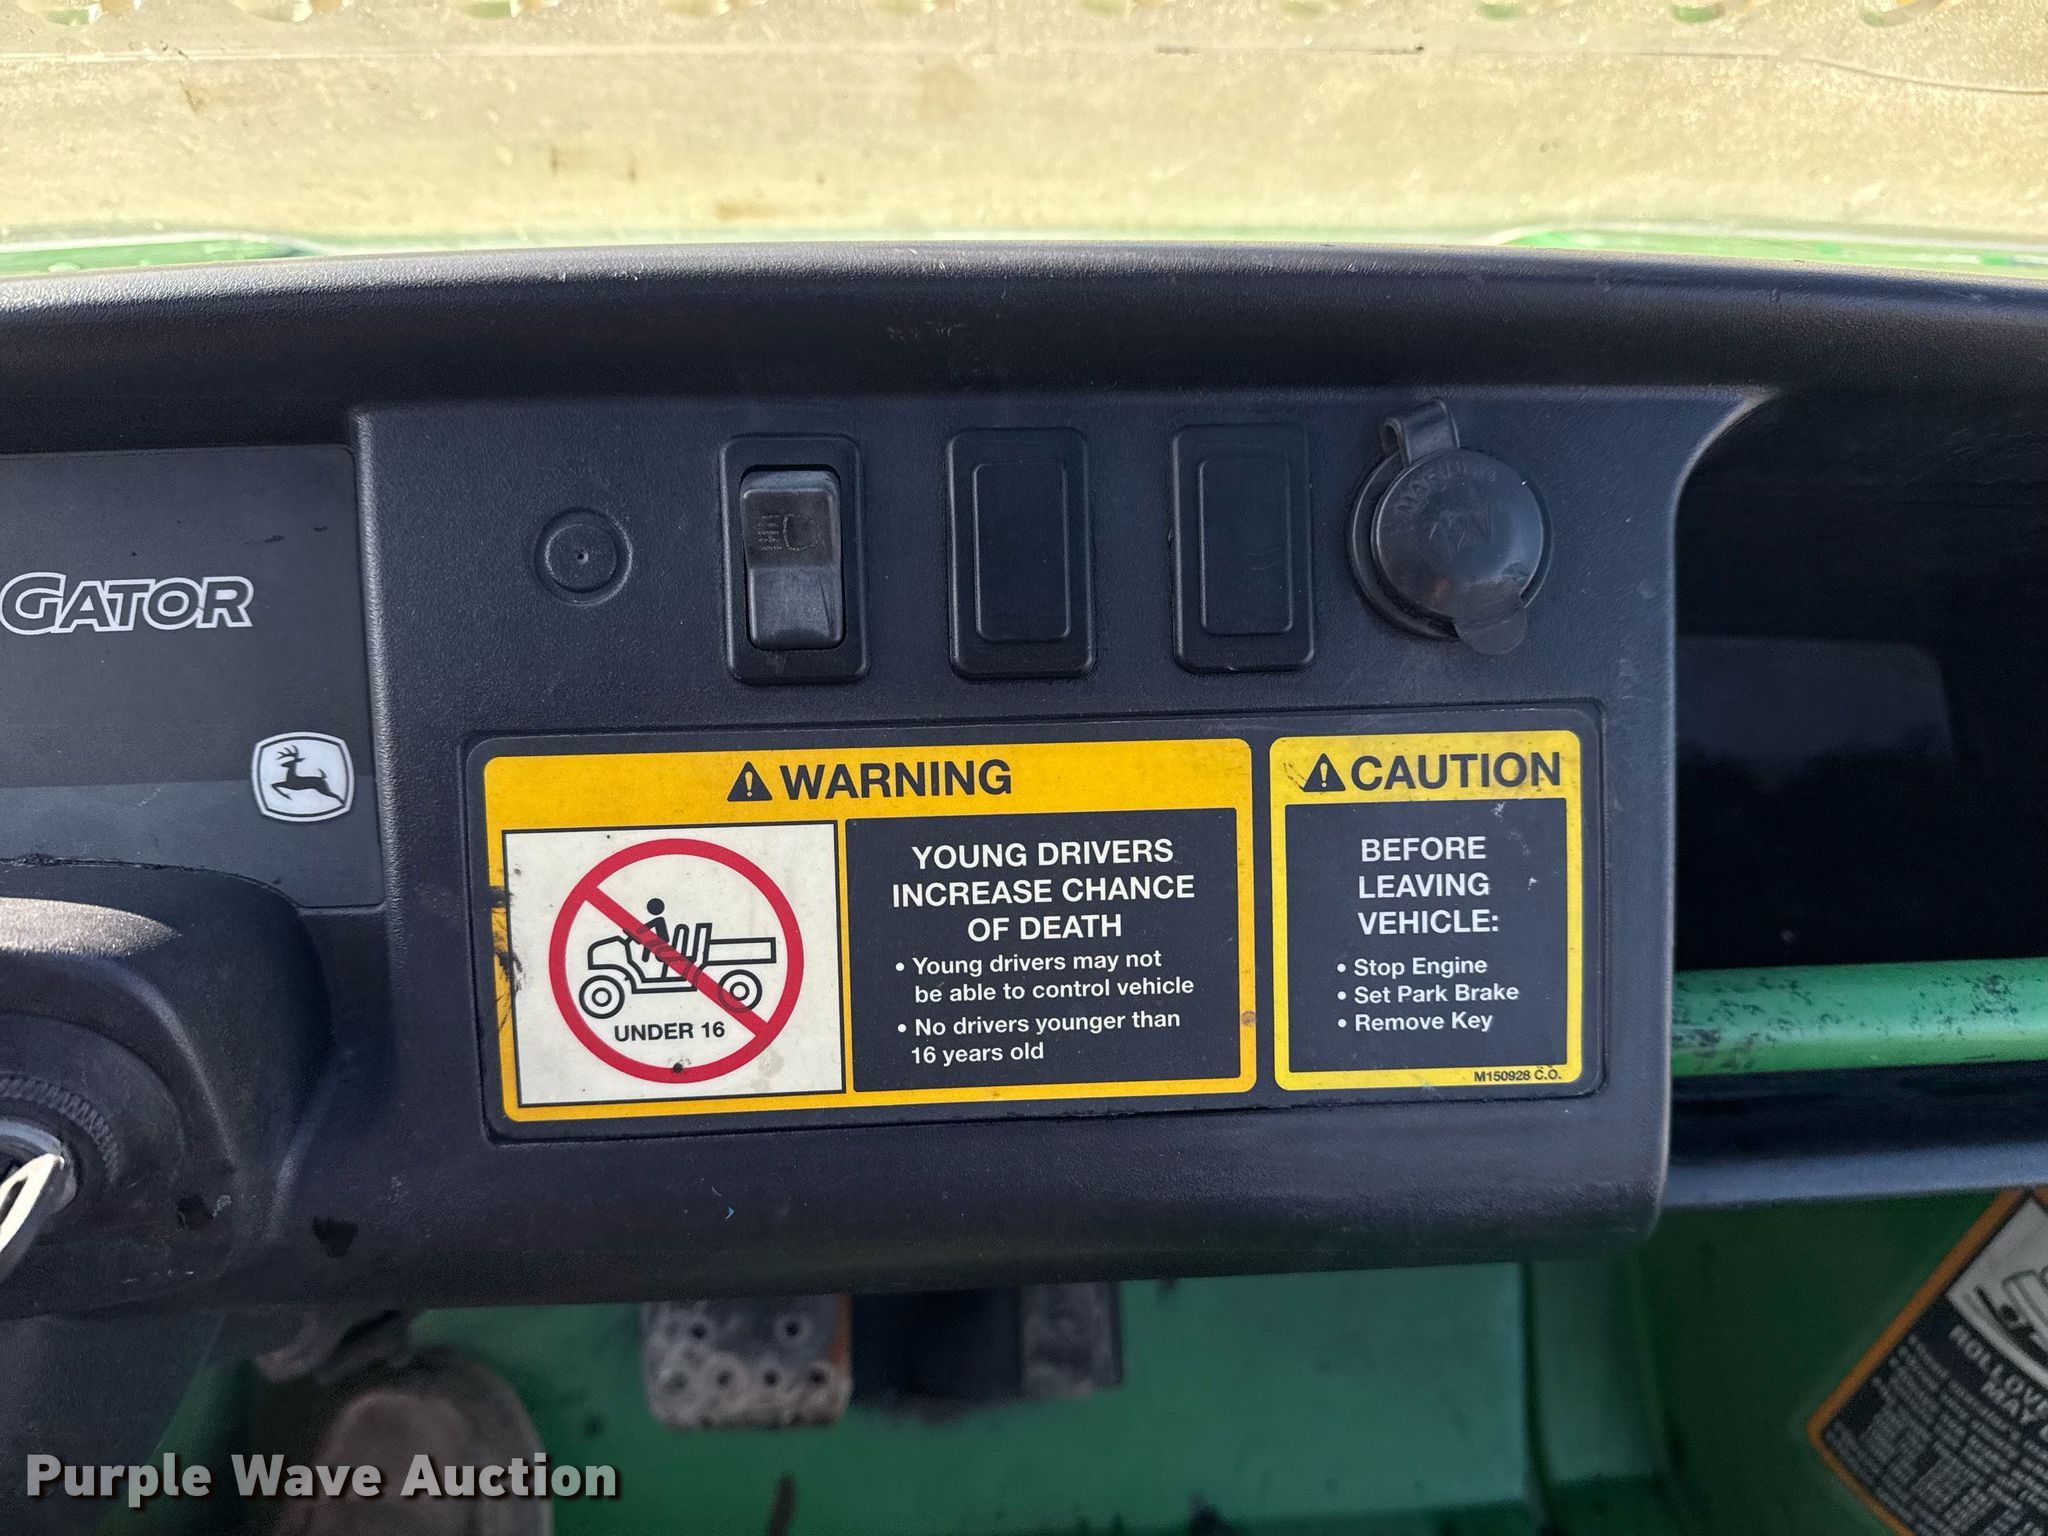 GATOR
12V
WARNING
UNDER 16
YOUNG DRIVERS
INCREASE CHANCE
OF DEATH
• Young drivers may not
be able to control vehicle
• No drivers younger than
16 years old
CAUTION
BEFORE
LEAVING
VEHICLE:
• Stop Engine
• Set Park Brake
• Remove Key
M150928 C.O.
Purple Wave Auction